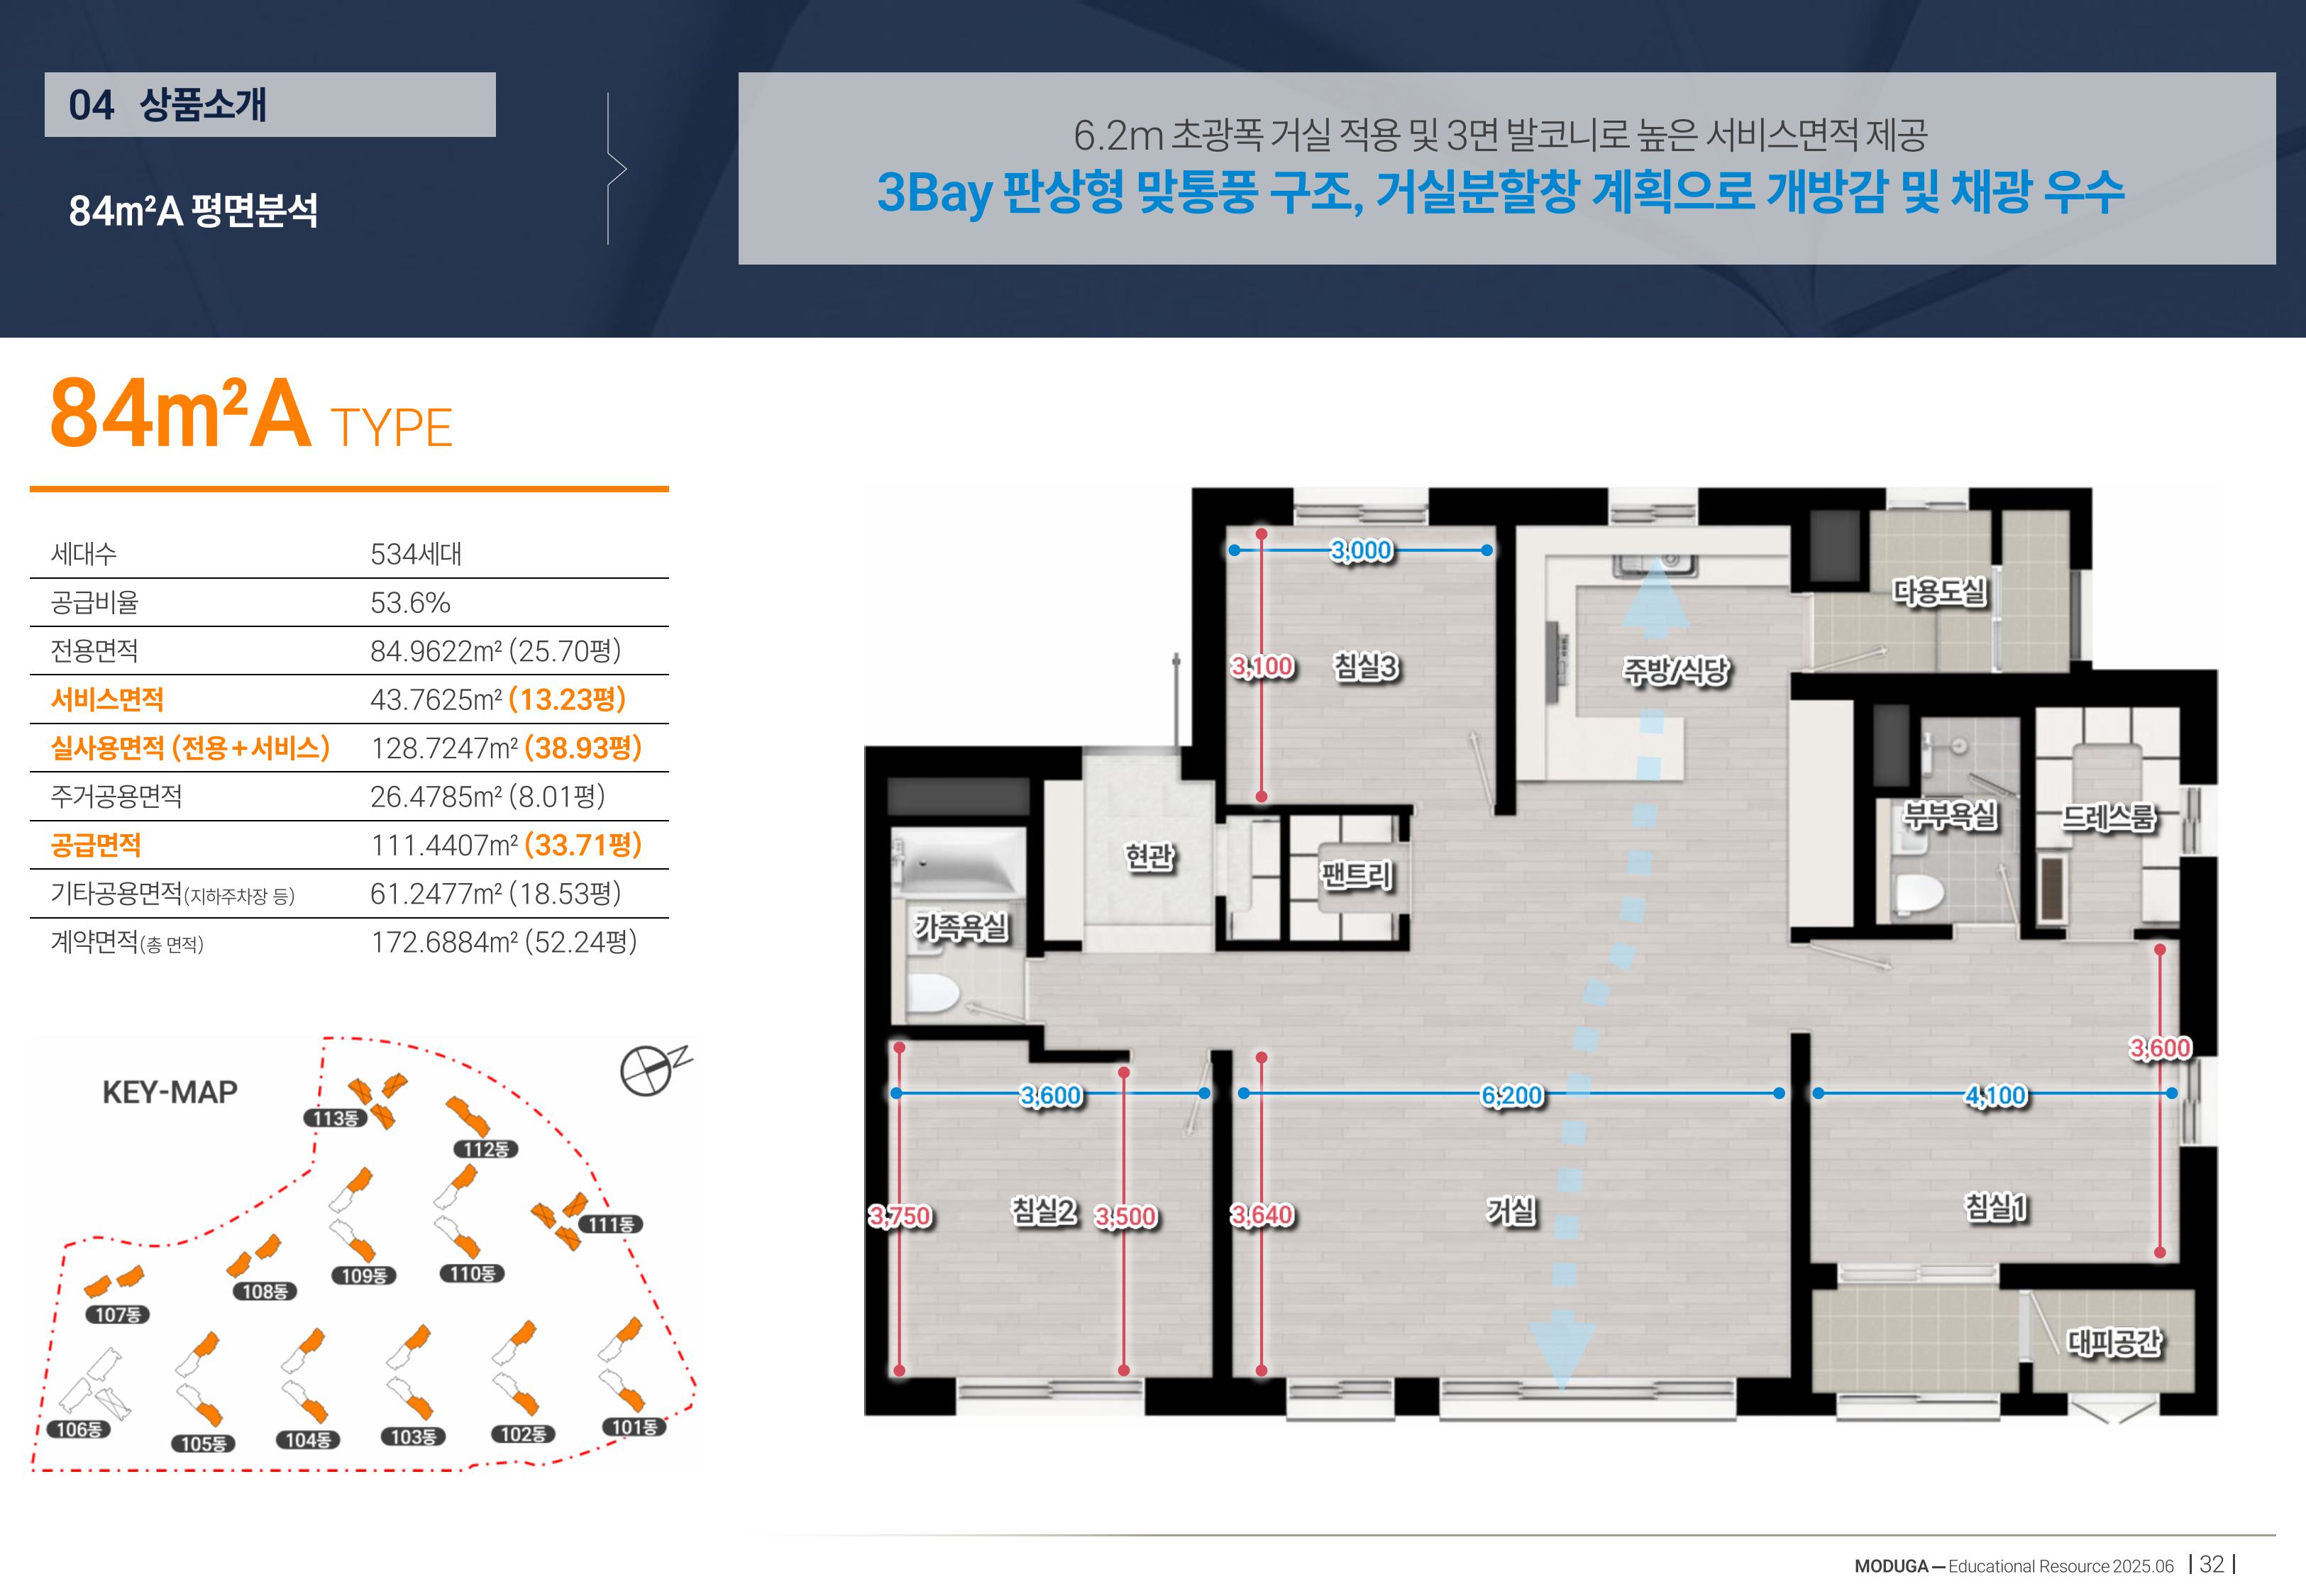 04 상품소개
84m²A 평면분석
6.2m 초광폭 거실 적용 및 3면 발코니로 높은 서비스면적 제공
3Bay 판상형 맞통풍 구조, 거실분할창 계획으로 개방감 및 채광 우수
84m²A TYPE
세대수 534세대
공급비율 53.6%
전용면적 84.9622m² (25.70평)
서비스면적 43.7625m² (13.23평)
실사용면적 (전용+서비스) 128.7247m² (38.93평)
주거공용면적 26.4785m² (8.01평)
공급면적 111.4407m² (33.71평)
기타공용면적(지하주차장 등) 61.2477m² (18.53평)
계약면적(총 면적) 172.6884m² (52.24평)
KEY-MAP
N
113동
112동
111동
109동
110동
108동
107동
106동
105동
104동
103동
102동
101동
3,000
3,100
침실3
주방/식당
다용도실
현관
팬트리
부부욕실
드레스룸
가족욕실
3,600
6,200
4,100
3,600
3,750
침실2
3,500
3,640
거실
침실1
대피공간
MODUGA — Educational Resource 2025.06 | 32 |